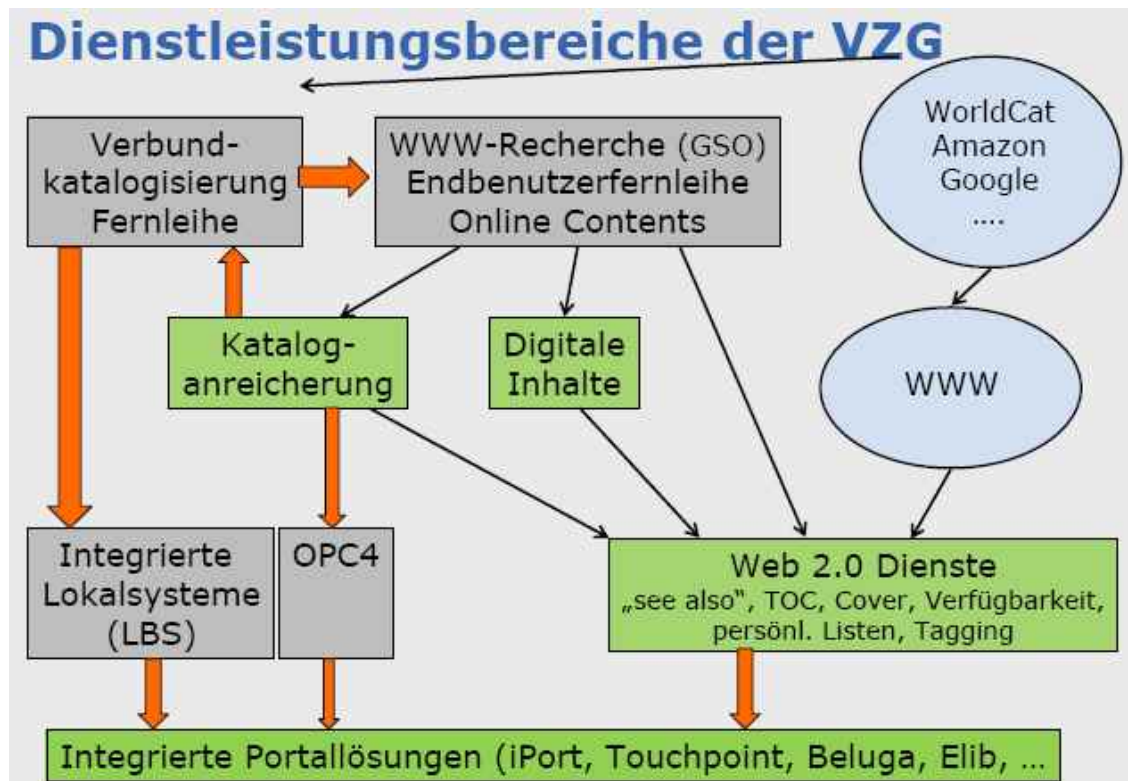 Dienstleistungsbereiche der VZG
WorldCat
Amazon
Google
....
Verbund-
katalogisierung
Fernleihe
WWW-Recherche (GSO)
Endbenutzerfernleihe
Online Contents
Katalog-
anreicherung
Digitale
Inhalte
WWW
Integrierte
Lokalsysteme
(LBS)
OPC4
Web 2.0 Dienste
„see also“, TOC, Cover, Verfügbarkeit,
persönl. Listen, Tagging
Integrierte Portallösungen (iPort, Touchpoint, Beluga, Elib, ...